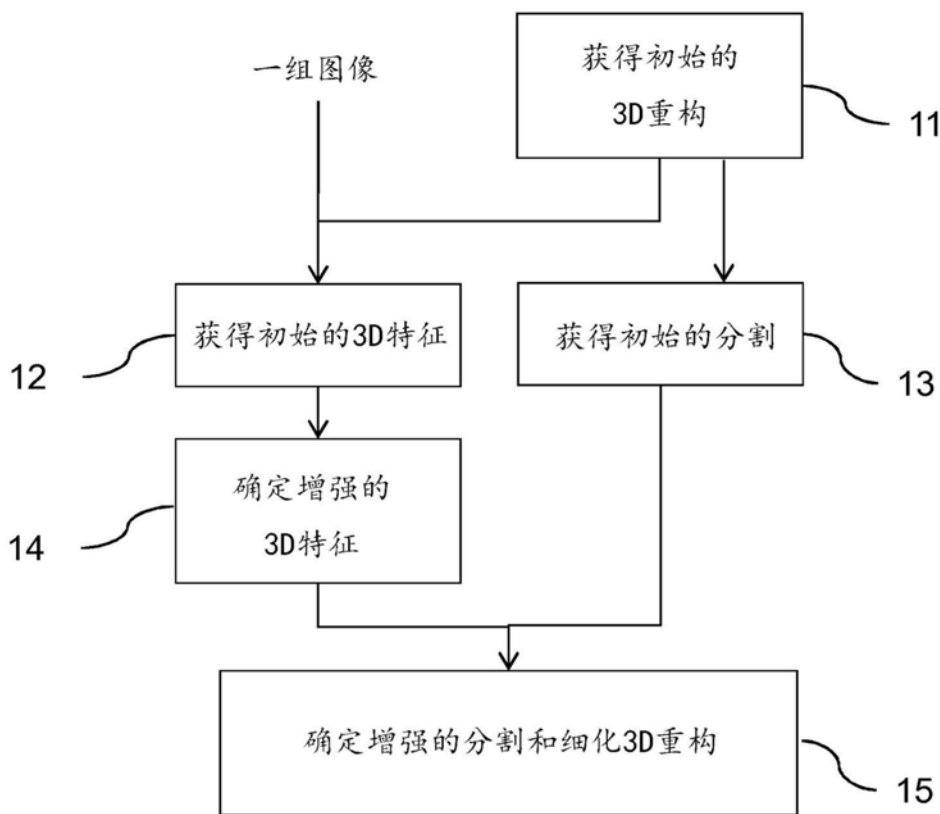 一组图像
获得初始的
3D重构
11
获得初始的3D特征
12
获得初始的分割
13
确定增强的
3D特征
14
确定增强的分割和细化3D重构
15